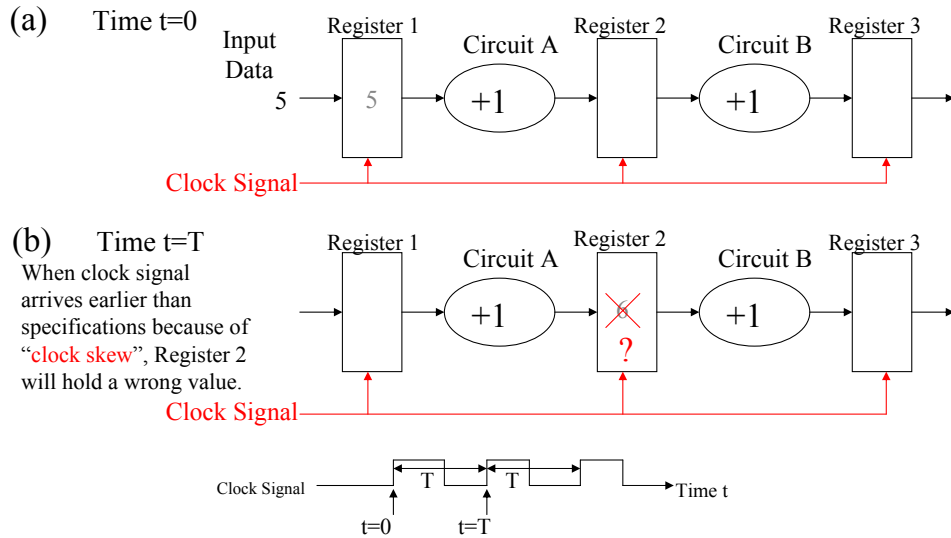 (a) Time t=0
Input
Data
5
Register 1
5
Circuit A
+1
Register 2
Circuit B
+1
Register 3
Clock Signal
(b) Time t=T
When clock signal
arrives earlier than
specifications because of
“clock skew”, Register 2
will hold a wrong value.
Register 1
Circuit A
+1
Register 2
6
?
Circuit B
+1
Register 3
Clock Signal
Clock Signal
T
T
Time t
t=0
t=T